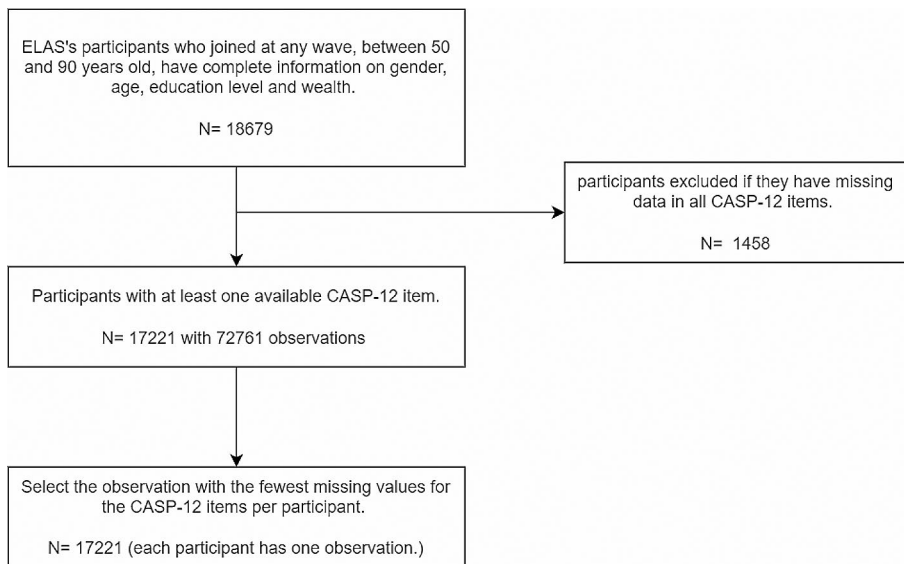 ELAS's participants who joined at any wave, between 50
and 90 years old, have complete information on gender,
age, education level and wealth.
N= 18679
participants excluded if they have missing
data in all CASP-12 items.
N= 1458
Participants with at least one available CASP-12 item.
N= 17221 with 72761 observations
Select the observation with the fewest missing values for
the CASP-12 items per participant.
N= 17221 (each participant has one observation.)